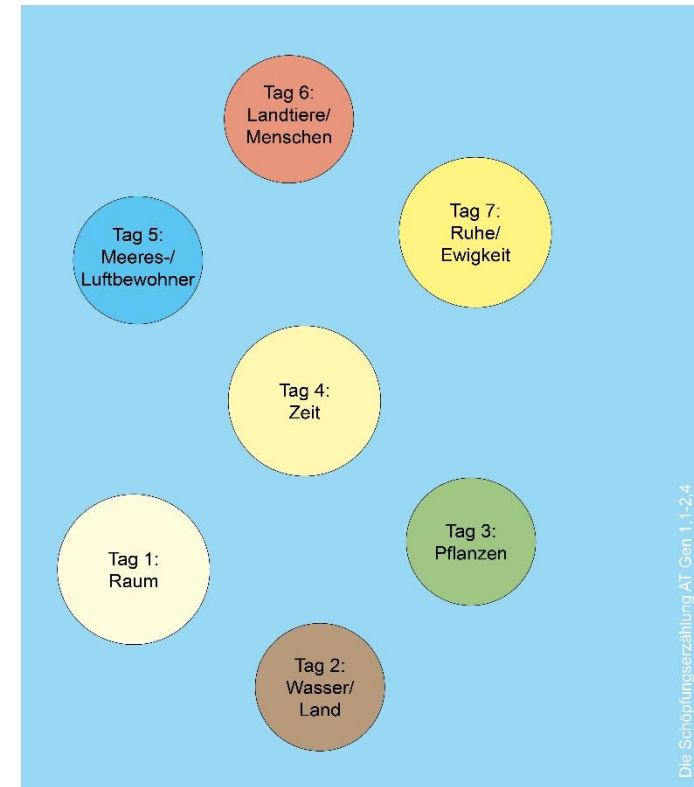 Tag 6:
Landtiere/
Menschen
Tag 7:
Ruhe/
Ewigkeit
Tag 5:
Meeres-/
Luftbewohner
Tag 4:
Zeit
Tag 3:
Pflanzen
Tag 1:
Raum
Tag 2:
Wasser/
Land
Die Schöpfungserzählung AT Gen 1,1-2,4